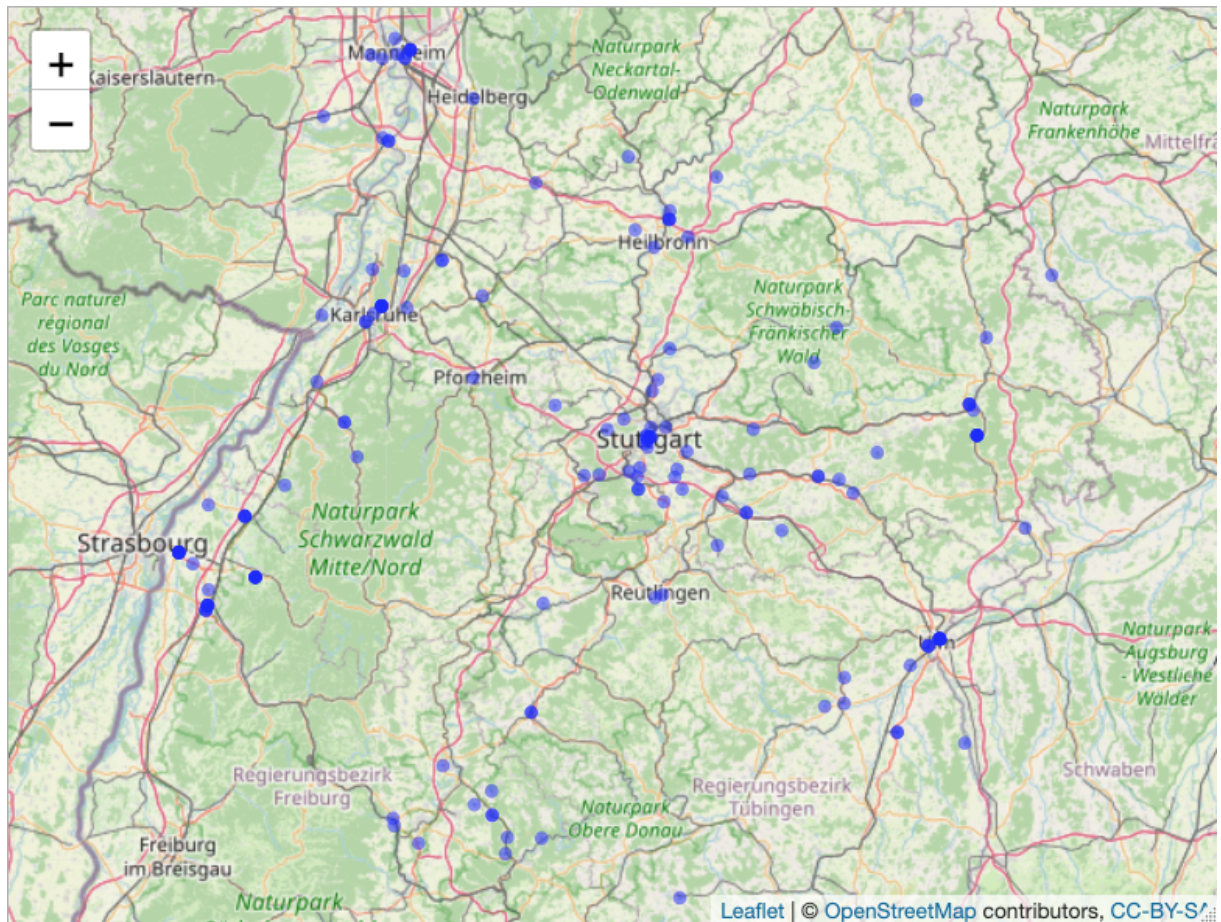 +
−
Kaiserslautern
Mannheim
Heidelberg
Naturpark
Neckartal-
Odenwald
Naturpark
Frankenhöhe
Mittelfra
Heilbronn
Parc naturel
régional
des Vosges
du Nord
Karlsruhe
Naturpark
Schwäbisch-
Fränkischer
Wald
Pforzheim
Stuttgart
Naturpark
Schwarzwald
Mitte/Nord
Strasbourg
Reutlingen
Ulm
Naturpark
Augsburg
- Westliche
Wälder
Regierungsbezirk
Freiburg
Regierungsbezirk
Tübingen
Schwaben
Naturpark
Obere Donau
Freiburg
im Breisgau
Naturpark
Leaflet | © OpenStreetMap contributors, CC-BY-SA